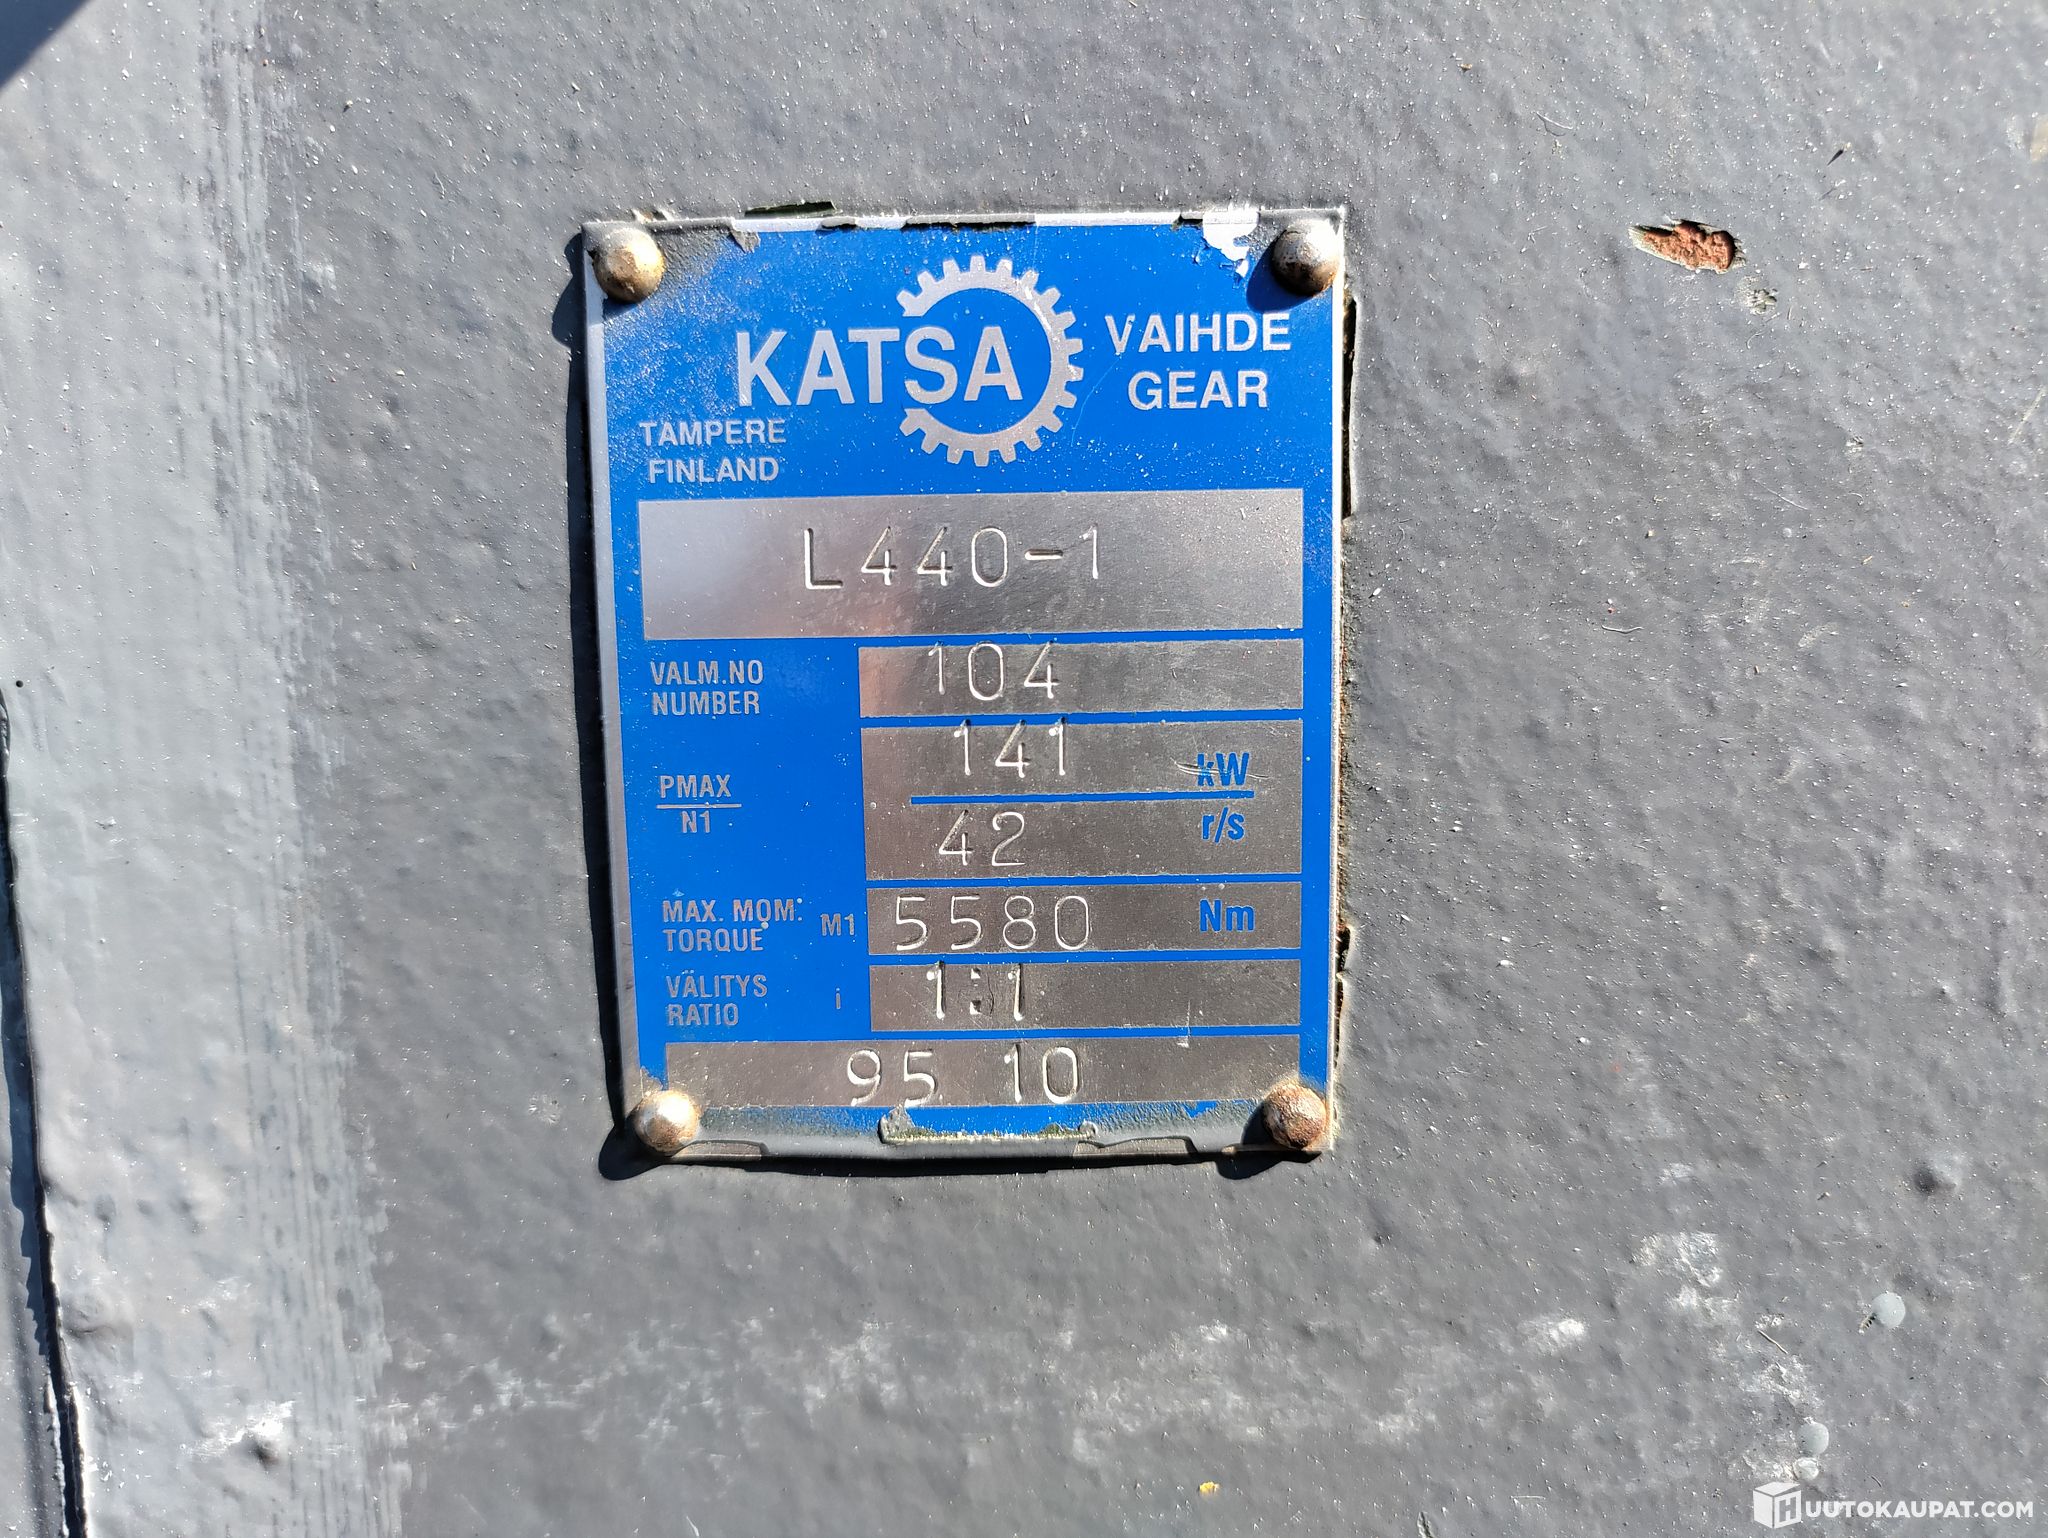 KATSA
VAIHDE
GEAR
TAMPERE
FINLAND
L440-1
VALM.NO
NUMBER
104
PMAX
N1
141 kW
42 r/s
MAX. MOM.
TORQUE
M1
5580 Nm
VÄLITYS
RATIO
i
1:1
95 10
HUUTOKAUPAT.COM